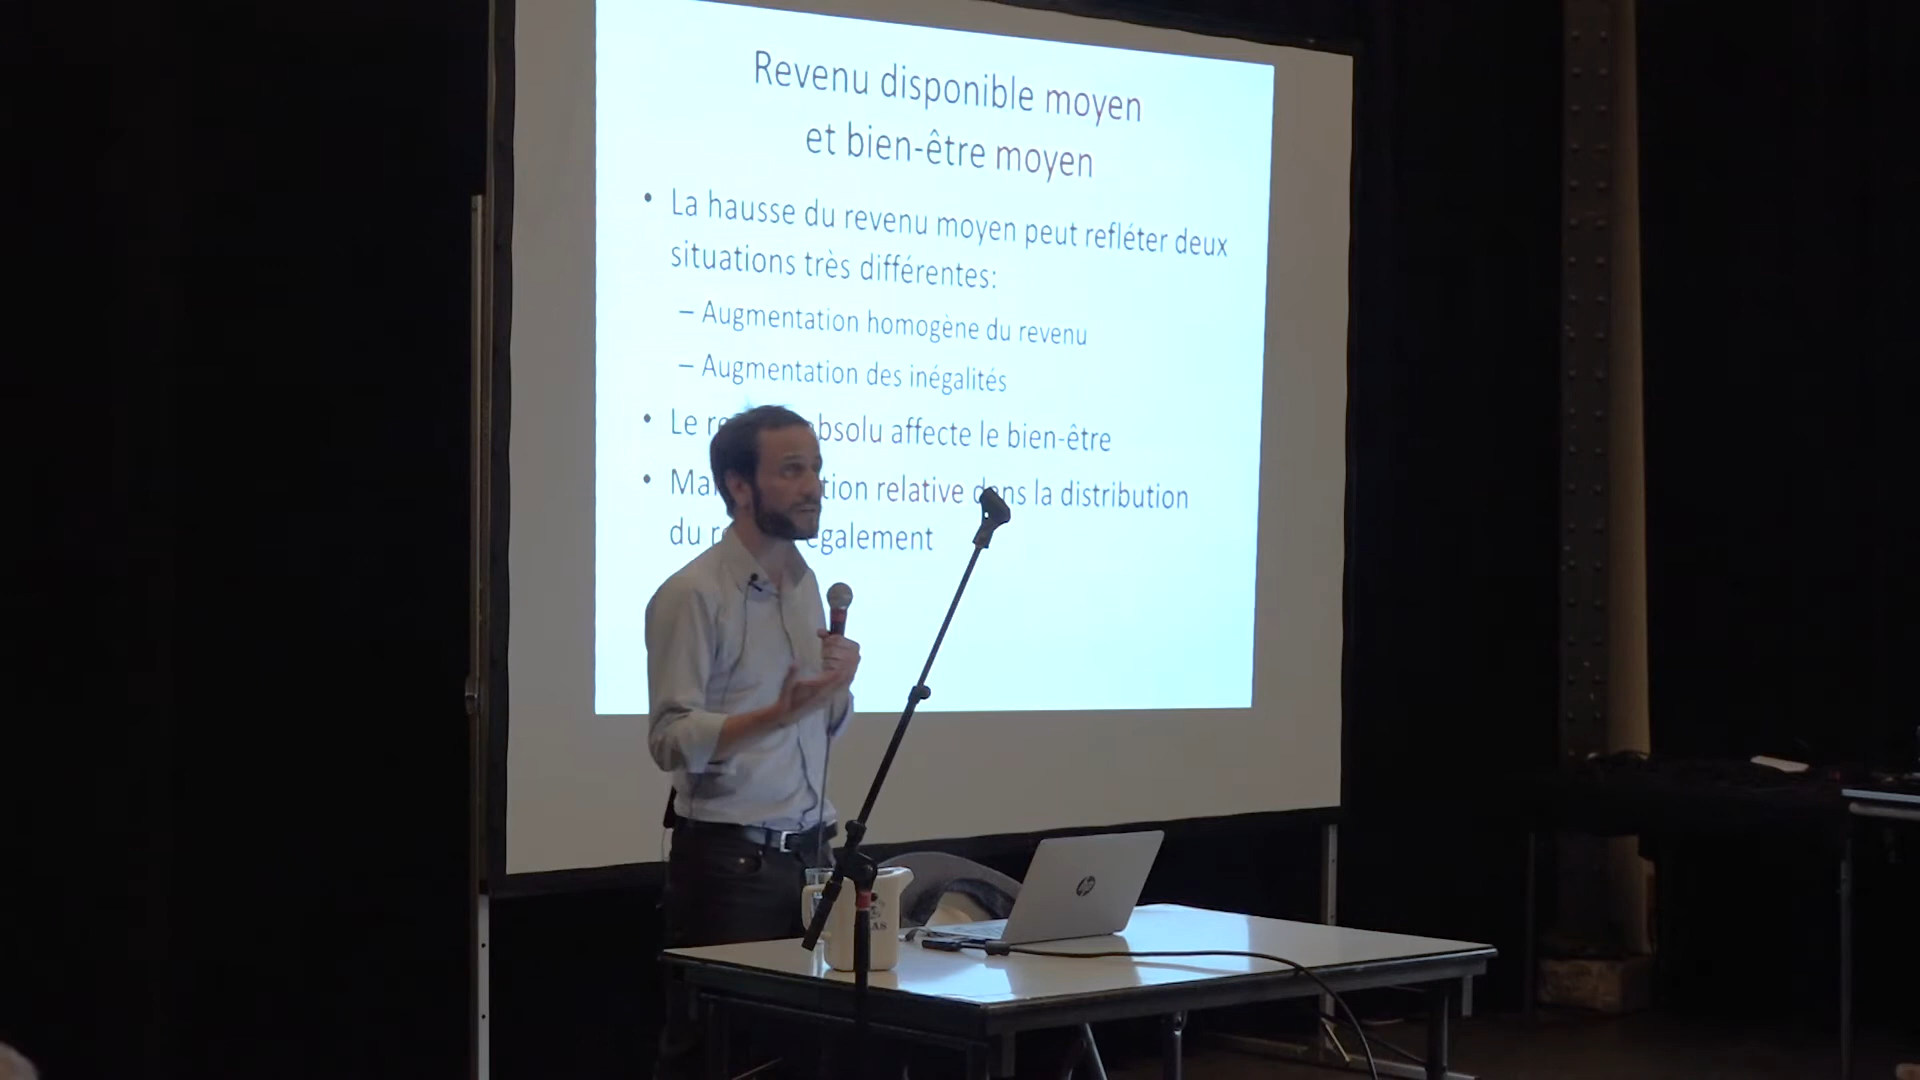 Revenu disponible moyen
et bien-être moyen
• La hausse du revenu moyen peut refléter deux
situations très différentes:
– Augmentation homogène du revenu
– Augmentation des inégalités
• Le absolu affecte le bien-être
• relative dans la distribution
du également
hp